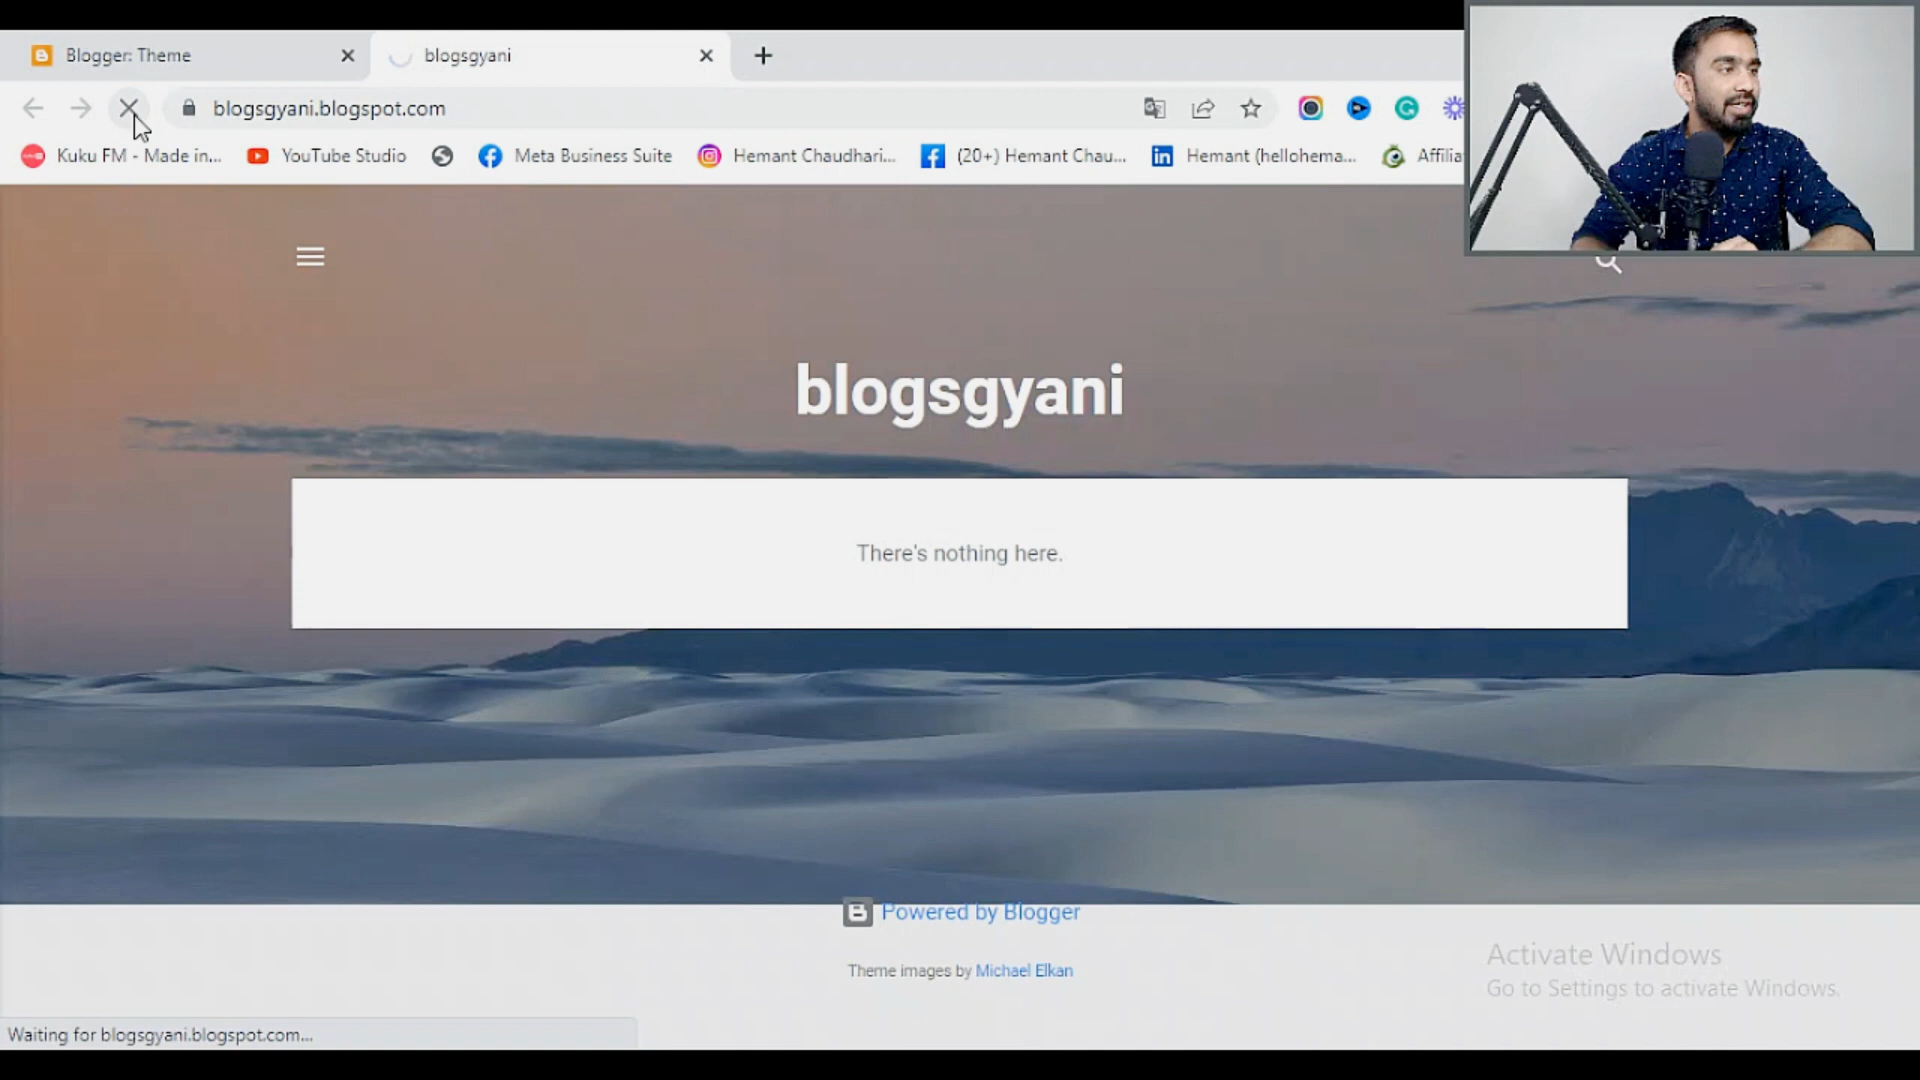 Blogger: Theme
blogsgyani
blogsgyani.blogspot.com
Kuku FM - Made in...
YouTube Studio
Meta Business Suite
Hemant Chaudhari...
(20+) Hemant Chau...
Hemant (hellohema...
Affilia
blogsgyani
There's nothing here.
Powered by Blogger
Theme images by Michael Elkan
Activate Windows
Go to Settings to activate Windows.
Waiting for blogsgyani.blogspot.com...